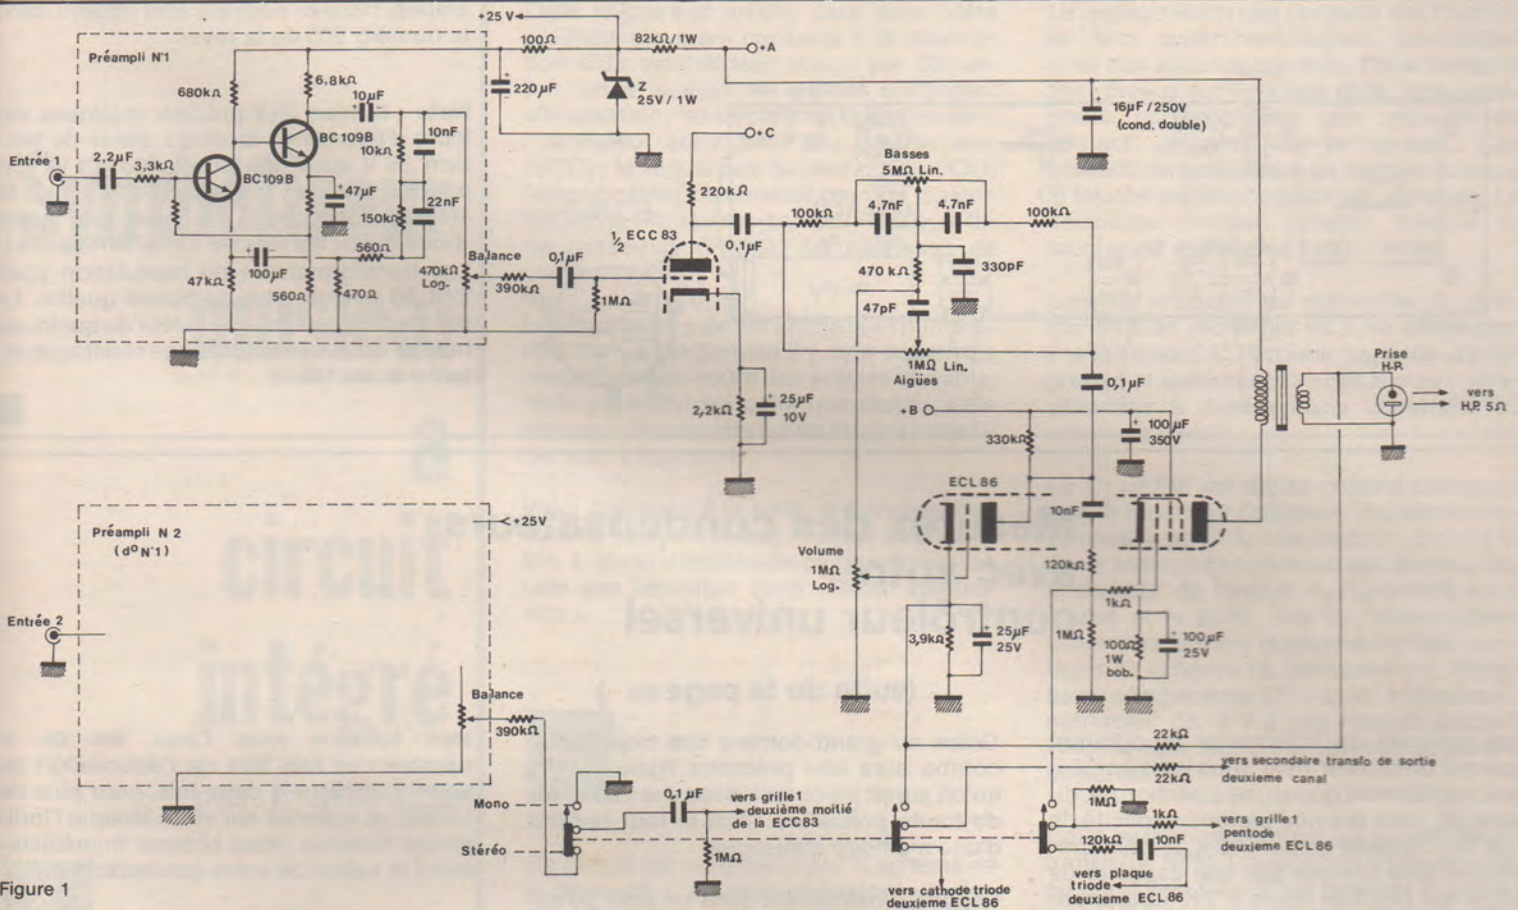 +25 V
100Ω
82kΩ/1W
+A
Préampli N°1
680kΩ
6,8kΩ
10µF
220µF
Z
25V/1W
16µF/250V
(cond. double)
BC109B
10nF
10kΩ
+C
Entrée 1
2,2µF
3,3kΩ
BC109B
47µF
22nF
150kΩ
220kΩ
Basses
5MΩ Lin.
4,7nF
4,7nF
100kΩ
100kΩ
0,1µF
½ ECC 83
330pF
470 kΩ
560Ω
100µF
47kΩ
560Ω
470Ω
Balance
470kΩ
Log.
390kΩ
0,1µF
1MΩ
47pF
1MΩ Lin.
Aigües
Prise
H.P.
vers
H.P. 5Ω
0,1µF
2,2kΩ
25µF
10V
+B
330kΩ
100µF
350V
ECL 86
10nF
Préampli N 2
(d° N°1)
+25V
Volume
1MΩ
Log.
120kΩ
1kΩ
Entrée 2
3,9kΩ
25µF
25V
1MΩ
100Ω
1W
bob.
100µF
25V
Balance
390kΩ
22kΩ
22kΩ
vers secondaire transfo de sortie
deuxieme canal
Mono
Stéréo
0,1 µF
vers grille 1
deuxième moitié
de la ECC83
1MΩ
1MΩ
1kΩ
vers grille 1
pentode
deuxième ECL 86
120kΩ
10nF
vers plaque
triode
deuxième ECL 86
vers cathode triode
deuxième ECL 86
Figure 1